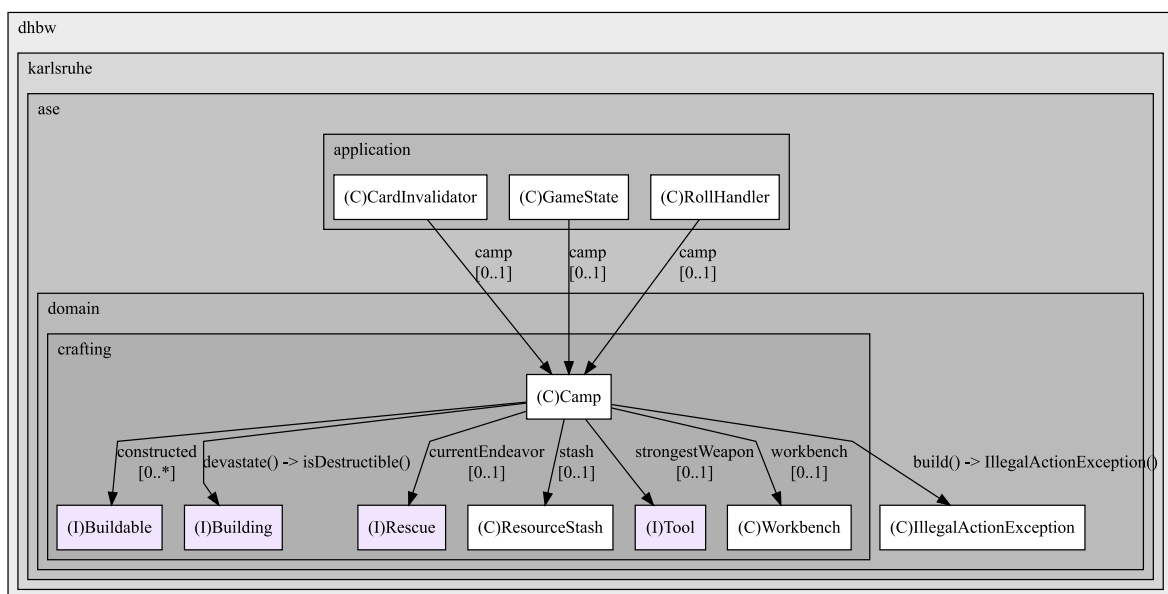 dhbw
karlsruhe
ase
application
(C)CardInvalidator
(C)GameState
(C)RollHandler
camp
[0..1]
camp
[0..1]
camp
[0..1]
domain
crafting
(C)Camp
constructed
[0..*]
devastate() -> isDestructible()
currentEndeavor
[0..1]
stash
[0..1]
strongestWeapon
[0..1]
workbench
[0..1]
build() -> IllegalActionException()
(I)Buildable
(I)Building
(I)Rescue
(C)ResourceStash
(I)Tool
(C)Workbench
(C)IllegalActionException